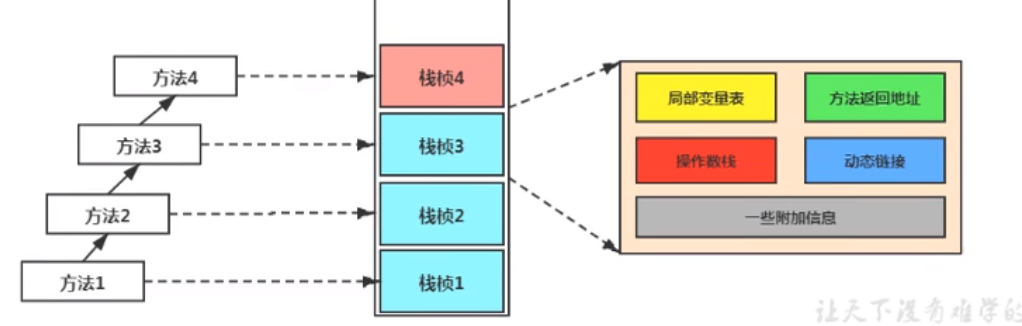 方法4
栈桢4
局部变量表
方法返回地址
方法3
栈桢3
操作数栈
动态链接
方法2
栈桢2
一些附加信息
方法1
栈桢1
让天下没有难学的